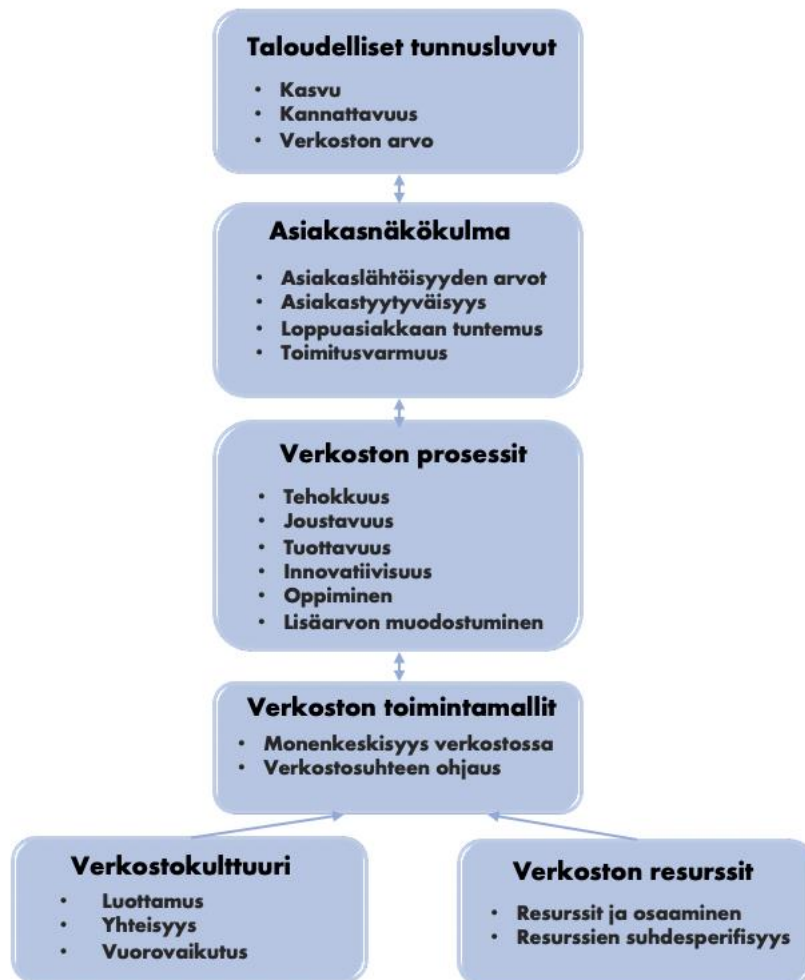 Taloudelliset tunnusluvut
• Kasvu
• Kannattavuus
• Verkoston arvo
Asiakasnäkökulma
• Asiakaslähtöisyyden arvot
• Asiakastyytyväisyys
• Loppuasiakkaan tuntemus
• Toimitusvarmuus
Verkoston prosessit
• Tehokkuus
• Joustavuus
• Tuottavuus
• Innovatiivisuus
• Oppiminen
• Lisäarvon muodostuminen
Verkoston toimintamallit
• Monenkeskisyys verkostossa
• Verkostosuhteen ohjaus
Verkostokulttuuri
• Luottamus
• Yhteisyys
• Vuorovaikutus
Verkoston resurssit
• Resurssit ja osaaminen
• Resurssien suhdesperifisyys